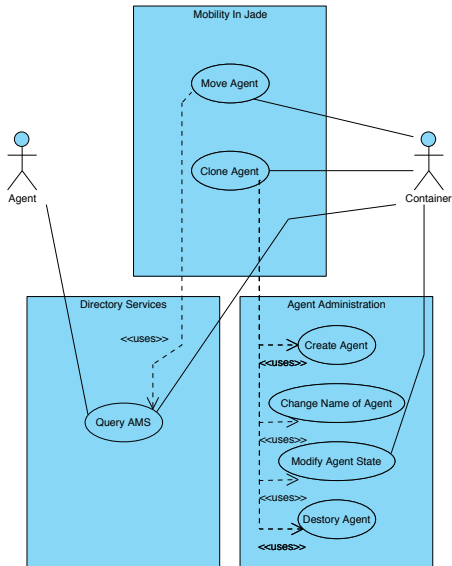 Mobility In Jade
Move Agent
Clone Agent
Agent
Container
Directory Services
Agent Administration
<<uses>>
Create Agent
<<uses>>
Change Name of Agent
Query AMS
<<uses>>
Modify Agent State
<<uses>>
Destory Agent
<<uses>>